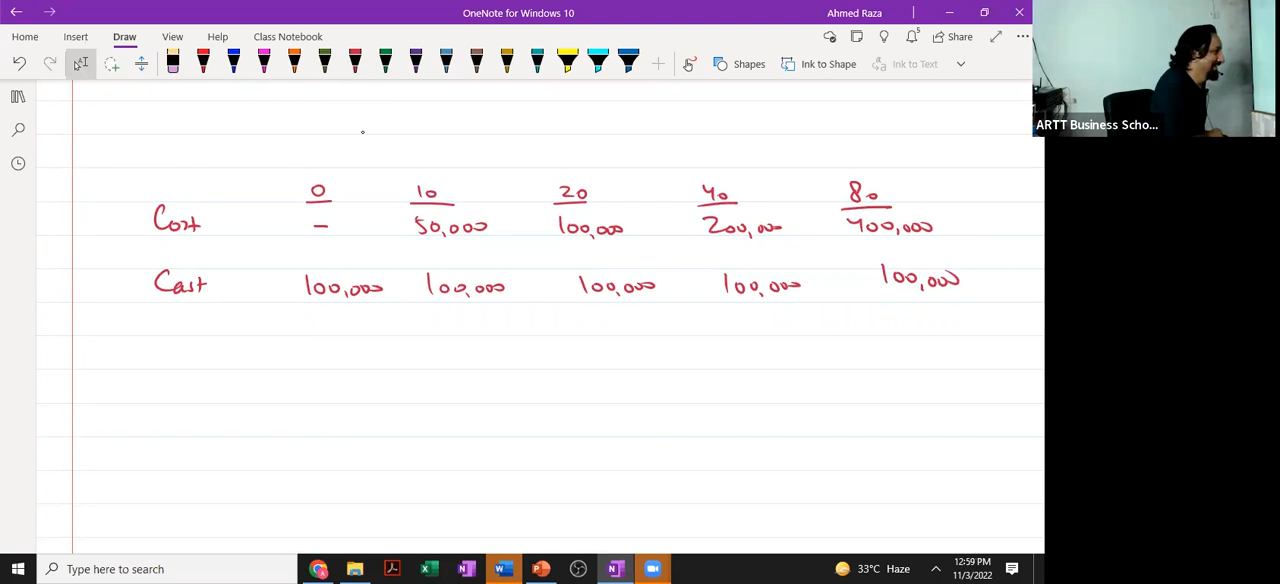 OneNote for Windows 10
Ahmed Raza
Home Insert Draw View Help Class Notebook
5 Share
Shapes Ink to Shape Ink to Text
ARTT Business Scho...
0 10 20 40 80
Cost - 50,000 100,000 200,000 400,000
Cost 100,000 100,000 100,000 100,000 100,000
Type here to search
33°C Haze
12:59 PM
11/3/2022